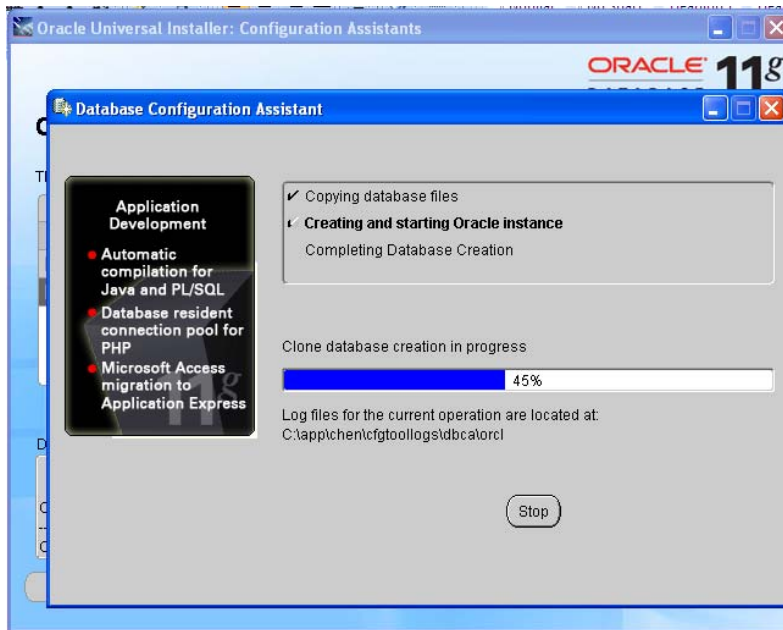 Oracle Universal Installer: Configuration Assistants
ORACLE 11g
Database Configuration Assistant
Application
Development
Automatic
compilation for
Java and PL/SQL
Database resident
connection pool for
PHP
Microsoft Access
migration to
Application Express
11g
Copying database files
Creating and starting Oracle instance
Completing Database Creation
Clone database creation in progress
45%
Log files for the current operation are located at:
C:\app\chen\cfgtoollogs\dbca\orcl
Stop